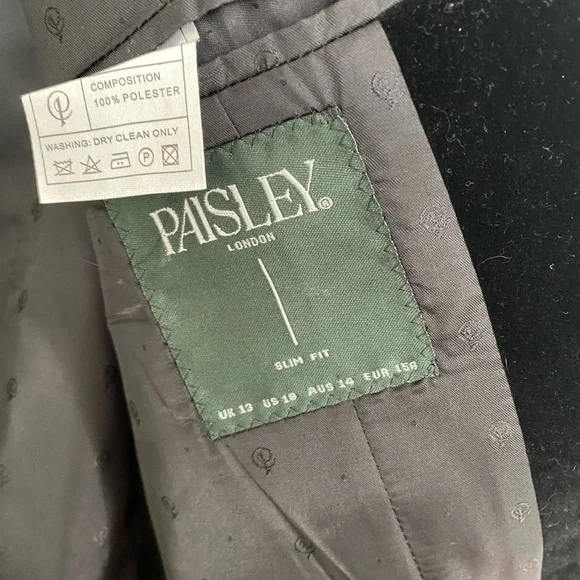 COMPOSITION
100% POLESTER
WASHING: DRY CLEAN ONLY
P
PAISLEY®
LONDON
SLIM FIT
UK 13 US 18 AUS 14 EUR 158